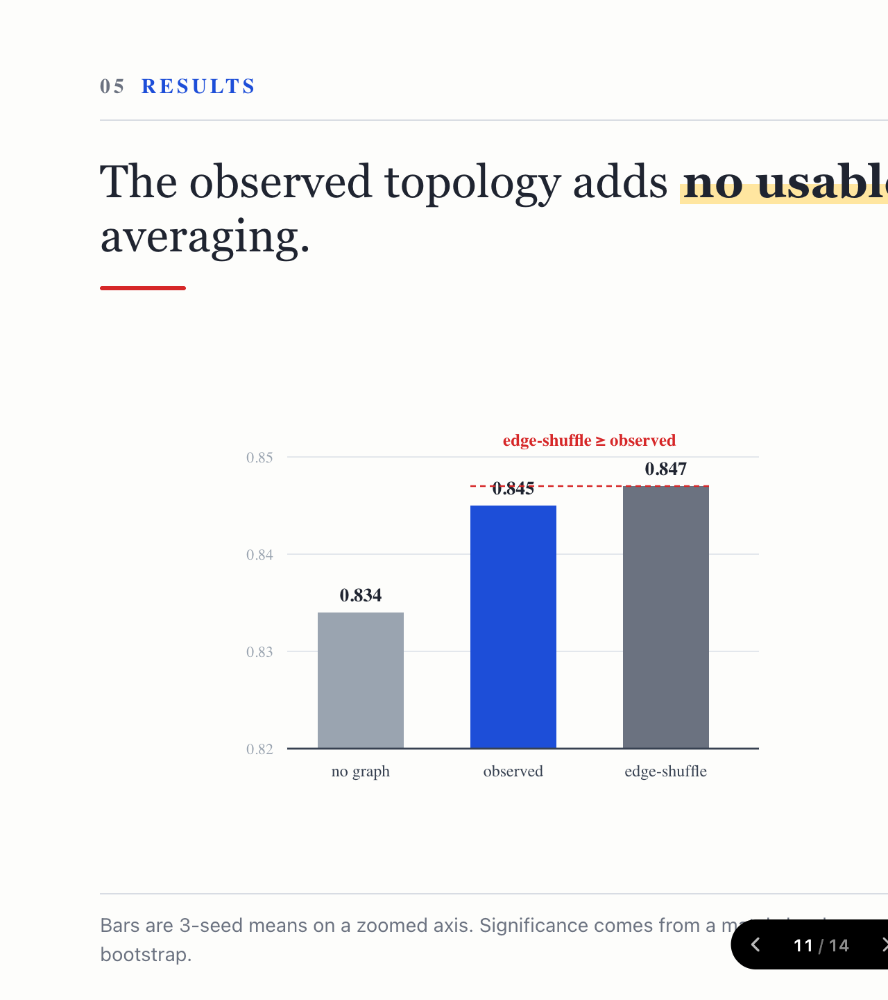 05 RESULTS
The observed topology adds no usable
averaging.
edge-shuffle ≥ observed
0.85
0.847
0.845
0.84
0.834
0.83
0.82
no graph observed edge-shuffle
Bars are 3-seed means on a zoomed axis. Significance comes from a
bootstrap.
11 / 14